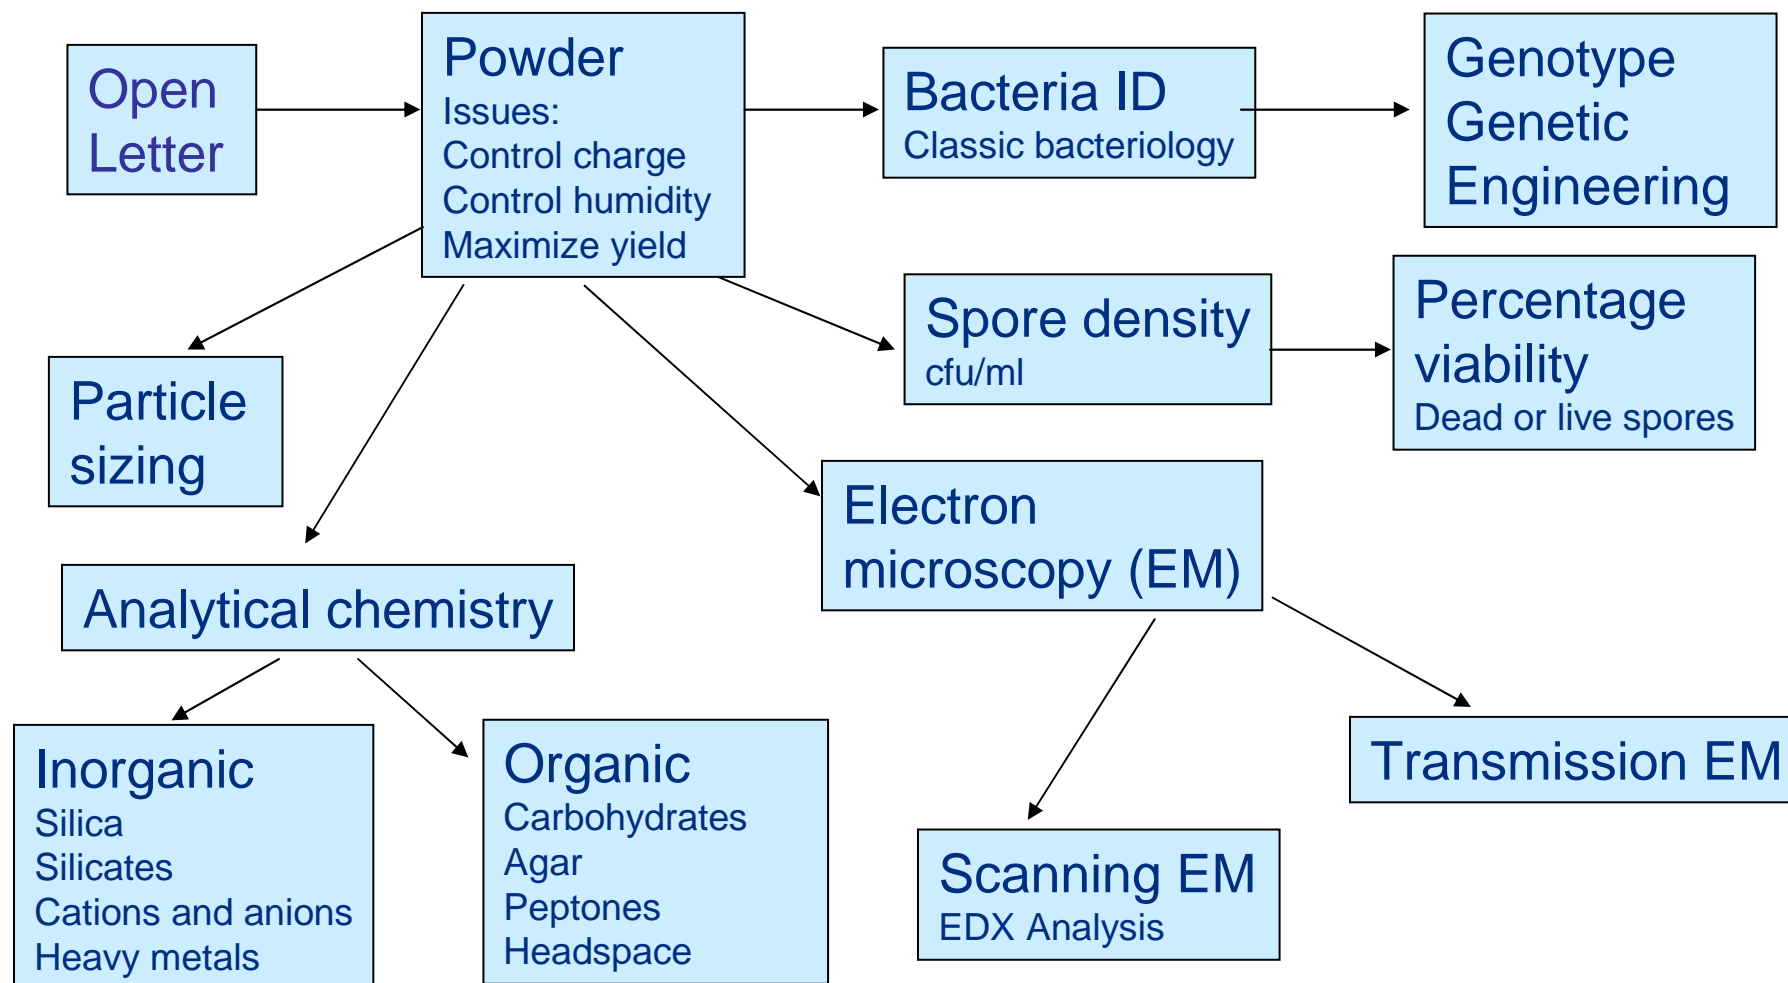 Open
Letter
Powder
Issues:
Control charge
Control humidity
Maximize yield
Bacteria ID
Classic bacteriology
Genotype
Genetic
Engineering
Spore density
cfu/ml
Percentage
viability
Dead or live spores
Particle
sizing
Electron
microscopy (EM)
Analytical chemistry
Inorganic
Silica
Silicates
Cations and anions
Heavy metals
Organic
Carbohydrates
Agar
Peptones
Headspace
Scanning EM
EDX Analysis
Transmission EM